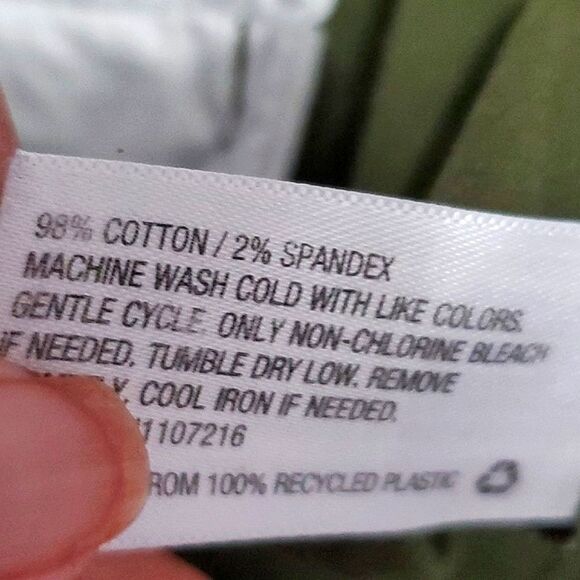 98% COTTON / 2% SPANDEX
MACHINE WASH COLD WITH LIKE COLORS.
GENTLE CYCLE. ONLY NON-CHLORINE BLEACH
IF NEEDED. TUMBLE DRY LOW. REMOVE
COOL IRON IF NEEDED.
1107216
ROM 100% RECYCLED PLASTIC